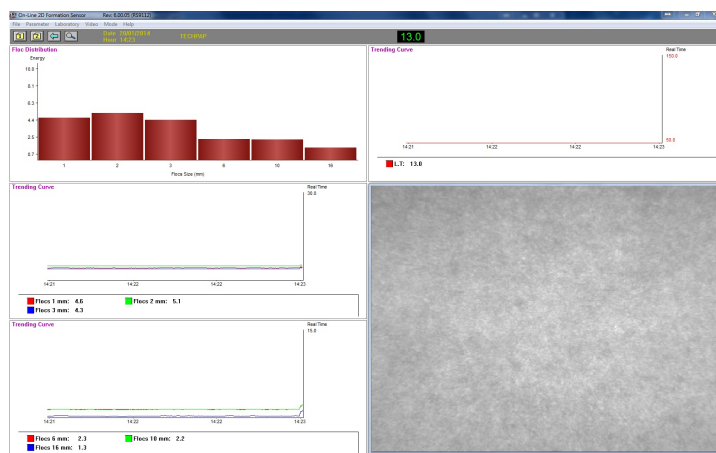 On-Line 2D Formation Sensor Rev: 6.00.05 (RS9112)
File Parameter Laboratory Video Mode Help
Date 20/01/2014 TECHPAP 13.0
Hour 14:23
Floc Distribution
Energy
10.0
8.1
6.3
4.4
2.6
0.7
1 2 3 6 10 16
Flocs Size (mm)
Trending Curve
Real Time
150.0
50.0
14:21 14:22 14:22 14:23
L.T: 13.0
Trending Curve
Real Time
30.0
14:21 14:22 14:22 14:23
Flocs 1 mm: 4.6 Flocs 2 mm: 5.1
Flocs 3 mm: 4.3
Trending Curve
Real Time
15.0
14:21 14:22 14:22 14:23
Flocs 6 mm: 2.3 Flocs 10 mm: 2.2
Flocs 16 mm: 1.3